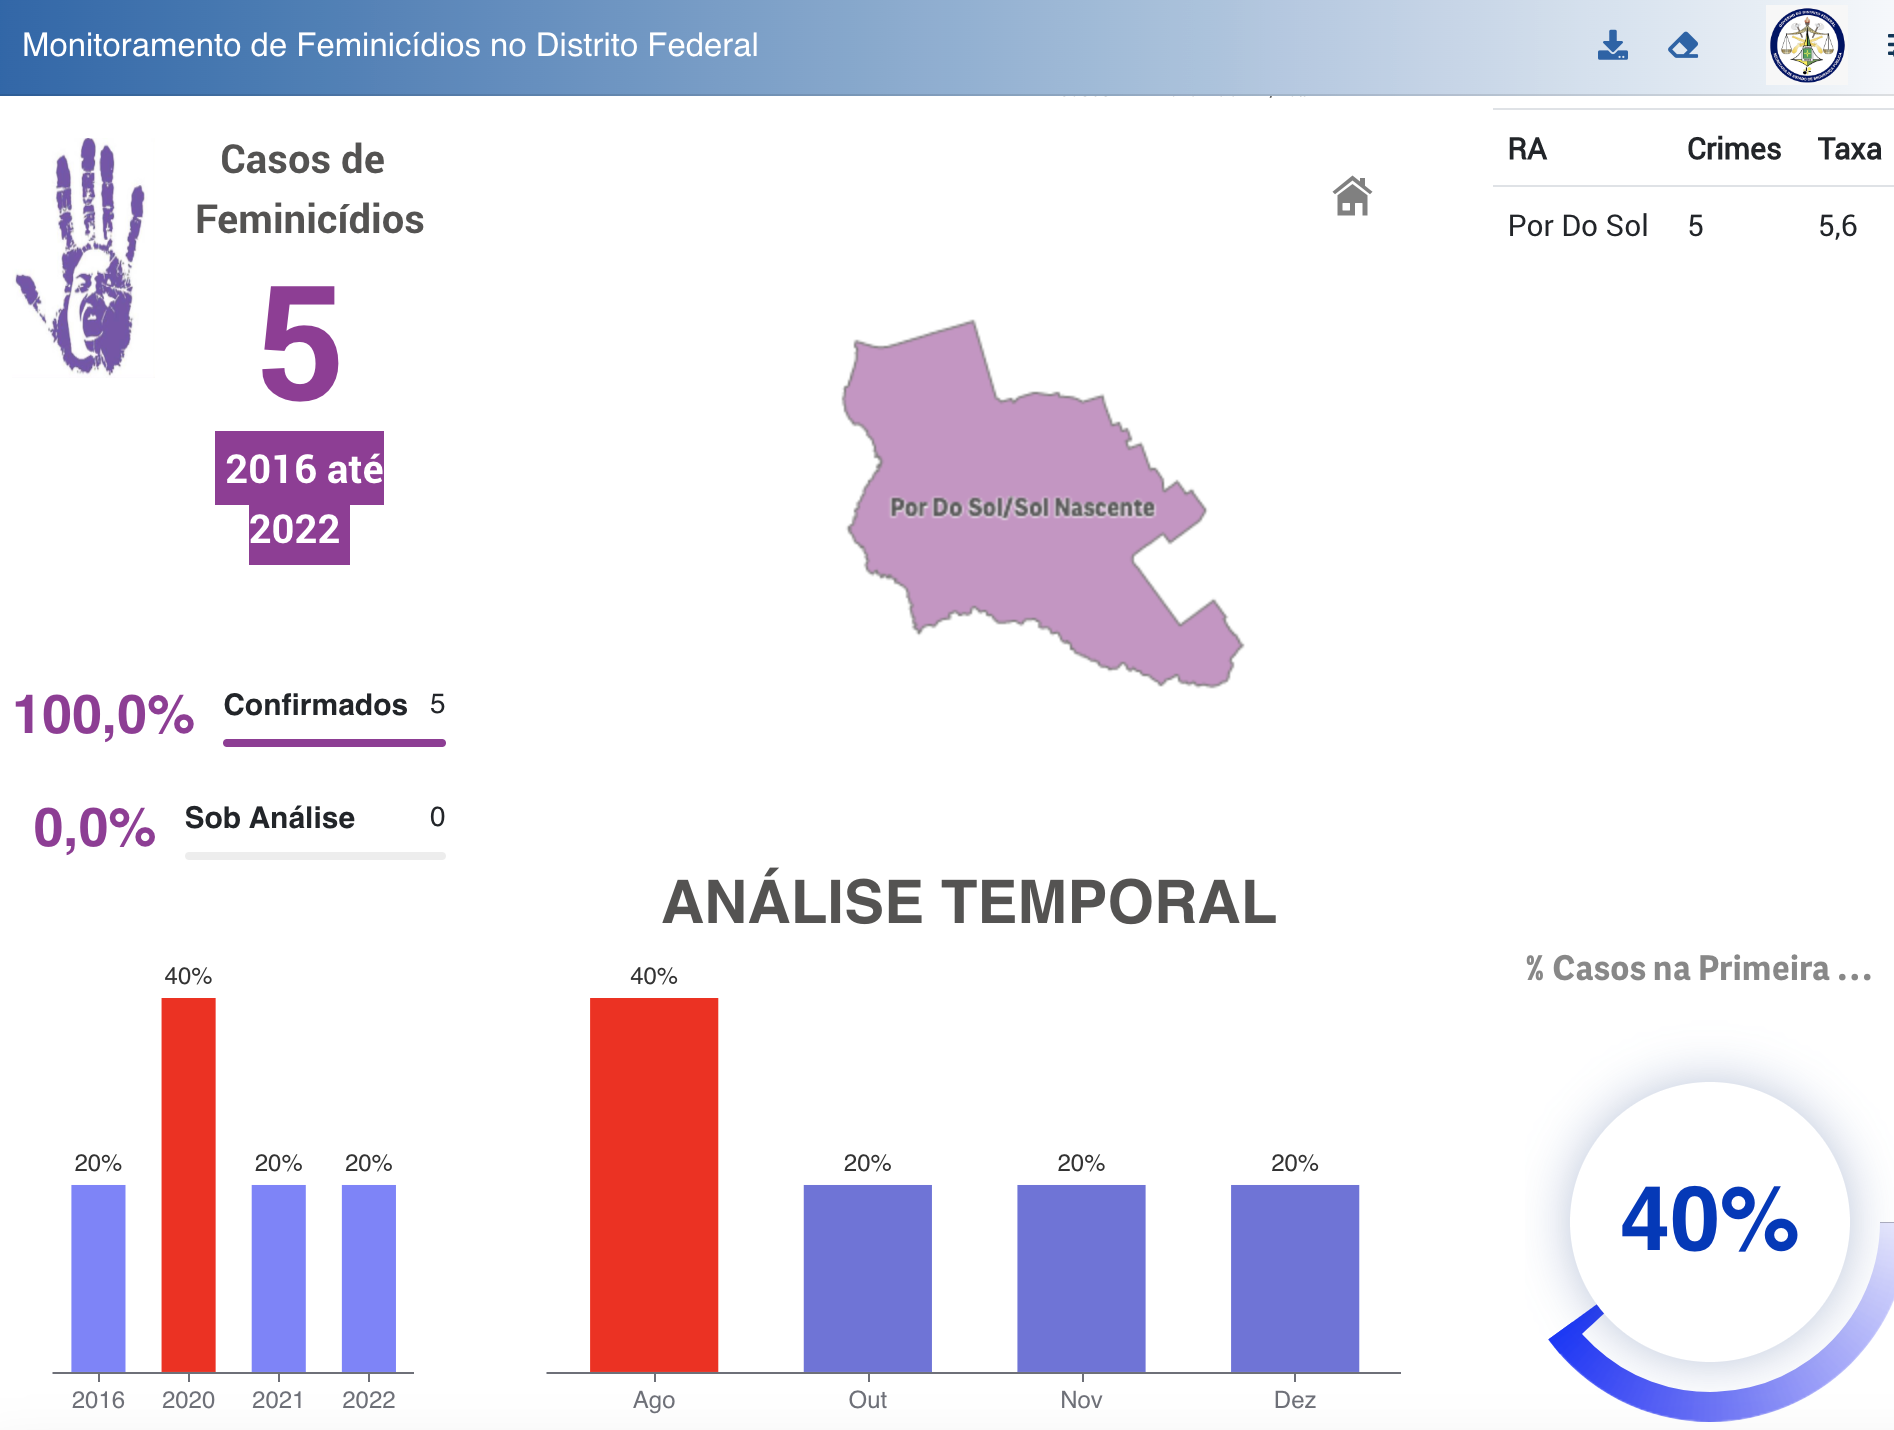 Monitoramento de Feminicídios no Distrito Federal
Casos de
Feminicídios
5
2016 até
2022
100,0%
Confirmados 5
0,0%
Sob Análise 0
Por Do Sol/Sol Nascente
RA Crimes Taxa
Por Do Sol 5 5,6
ANÁLISE TEMPORAL
40%
20%
20%
20%
2016 2020 2021 2022
40%
20%
20%
20%
Ago Out Nov Dez
% Casos na Primeira ...
40%